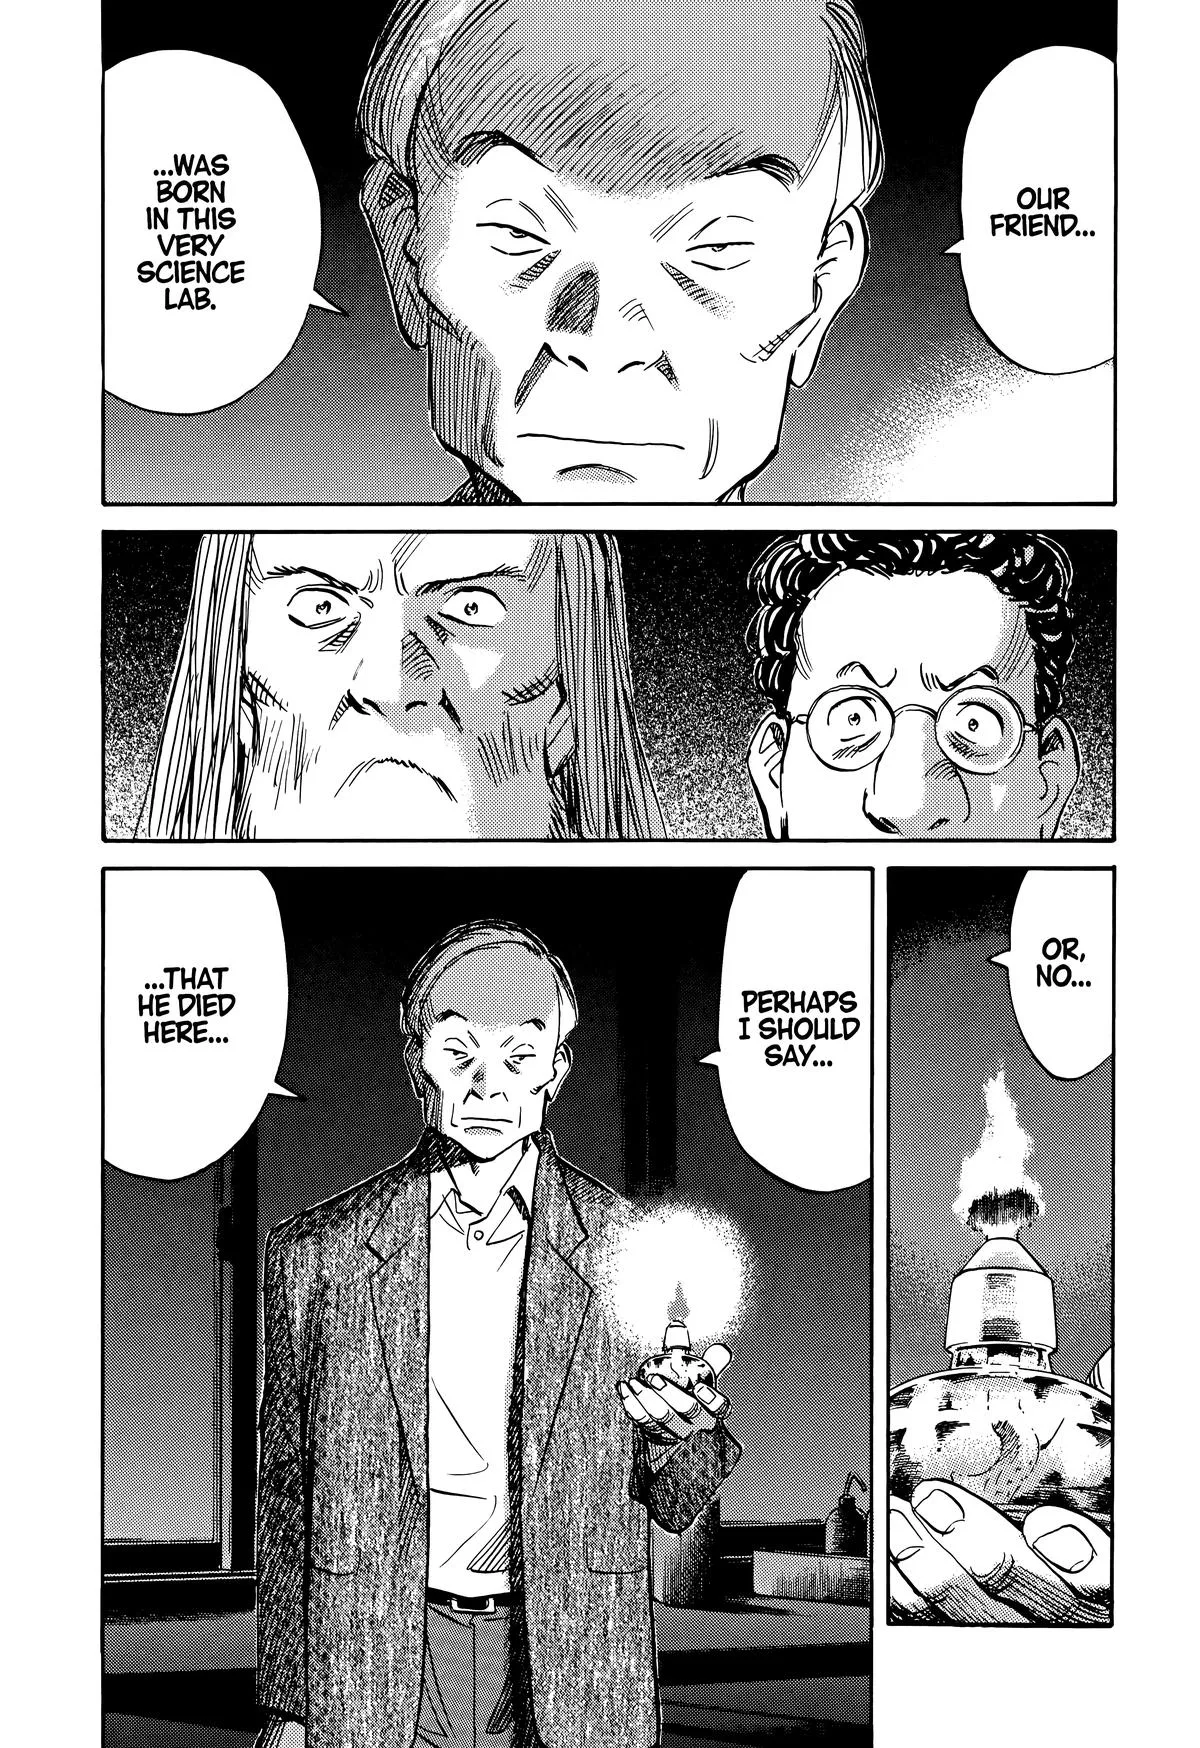 OUR
FRIEND...
...WAS
BORN
IN THIS
VERY
SCIENCE
LAB.
OR,
NO...
PERHAPS
I SHOULD
SAY...
...THAT
HE DIED
HERE...